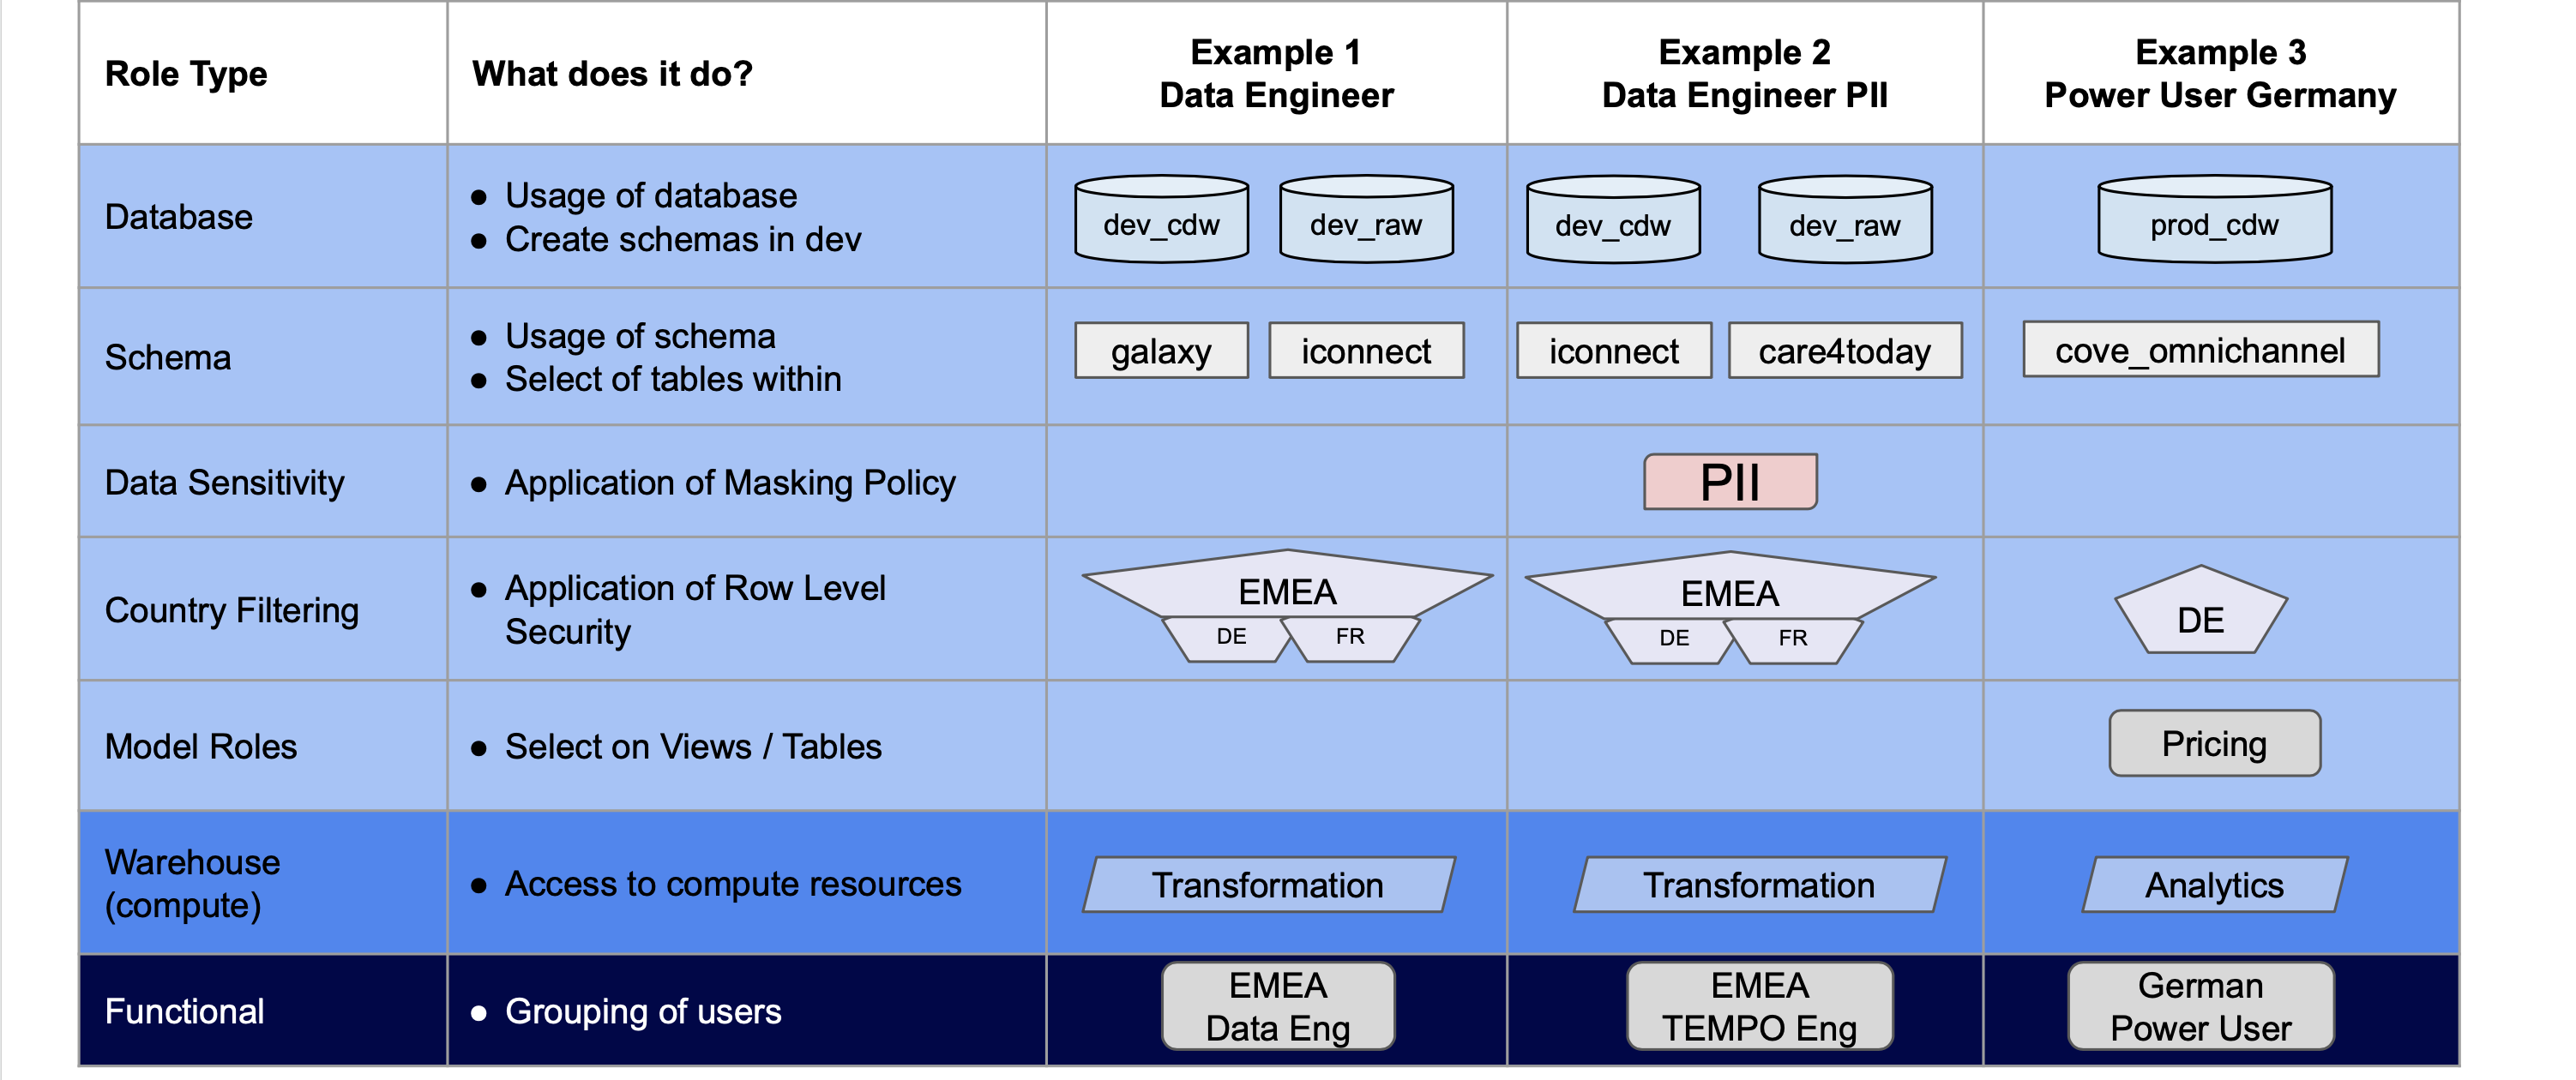 Role Type
What does it do?
Example 1
Data Engineer
Example 2
Data Engineer PII
Example 3
Power User Germany
Database
● Usage of database
● Create schemas in dev
dev_cdw
dev_raw
dev_cdw
dev_raw
prod_cdw
Schema
● Usage of schema
● Select of tables within
galaxy
iconnect
iconnect
care4today
cove_omnichannel
Data Sensitivity
● Application of Masking Policy
PII
Country Filtering
● Application of Row Level
Security
EMEA
DE
FR
EMEA
DE
FR
DE
Model Roles
● Select on Views / Tables
Pricing
Warehouse
(compute)
● Access to compute resources
Transformation
Transformation
Analytics
Functional
● Grouping of users
EMEA
Data Eng
EMEA
TEMPO Eng
German
Power User